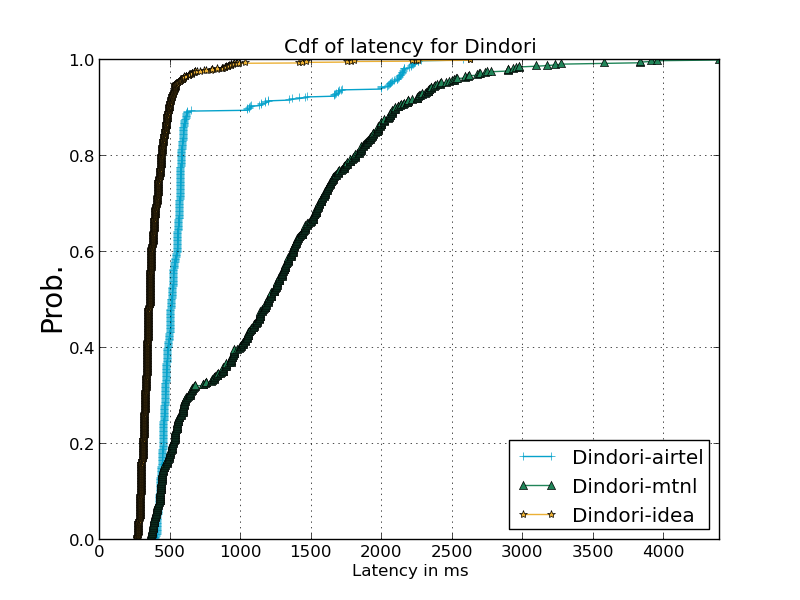 Cdf of latency for Dindori
1.0
0.8
0.6
0.4
0.2
0.0
Prob.
0 500 1000 1500 2000 2500 3000 3500 4000
Latency in ms
Dindori-airtel
Dindori-mtnl
Dindori-idea